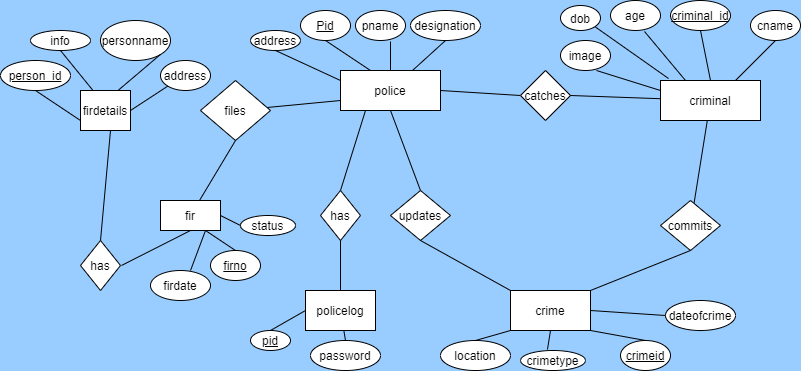 dob
age
criminal_id
cname
Pid
pname
designation
address
info
personname
image
person_id
address
police
catches
criminal
firdetails
files
fir
status
has
updates
commits
has
firdate
firno
policelog
crime
dateofcrime
pid
password
location
crimetype
crimeid